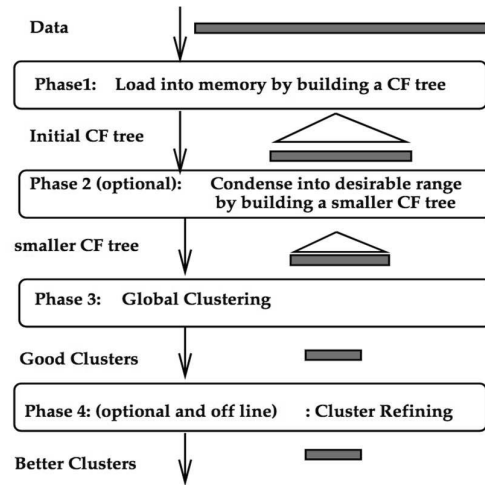 Data
Phase1: Load into memory by building a CF tree
Initial CF tree
Phase 2 (optional): Condense into desirable range
by building a smaller CF tree
smaller CF tree
Phase 3: Global Clustering
Good Clusters
Phase 4: (optional and off line) : Cluster Refining
Better Clusters